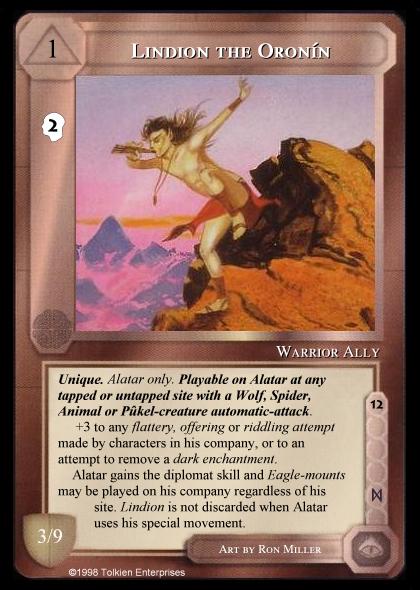 1
LINDION THE ORONÍN
2
WARRIOR ALLY
Unique. Alatar only. Playable on Alatar at any
tapped or untapped site with a Wolf, Spider,
Animal or Pûkel-creature automatic-attack.
+3 to any flattery, offering or riddling attempt
made by characters in his company, or to an
attempt to remove a dark enchantment.
Alatar gains the diplomat skill and Eagle-mounts
may be played on his company regardless of his
site. Lindion is not discarded when Alatar
uses his special movement.
12
3/9
ART BY RON MILLER
©1998 Tolkien Enterprises